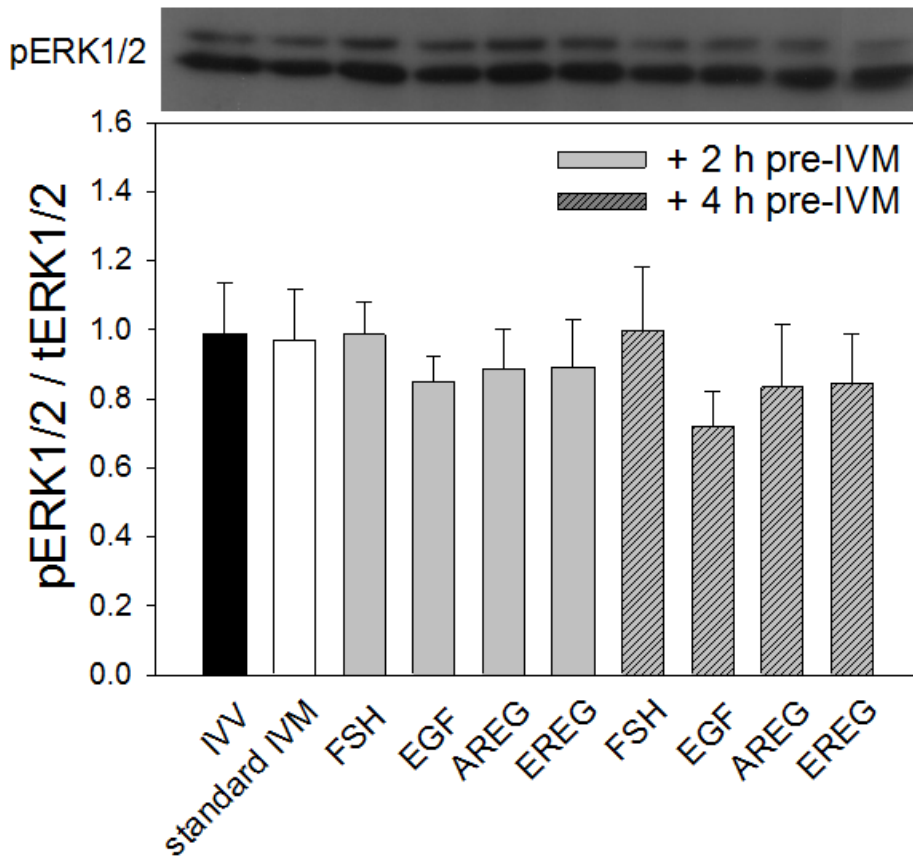 pERK1/2
1.6
1.4
1.2
1.0
0.8
0.6
0.4
0.2
0.0
pERK1/2 / tERK1/2
+ 2 h pre-IVM
+ 4 h pre-IVM
IVV
standard IVM
FSH
EGF
AREG
EREG
FSH
EGF
AREG
EREG